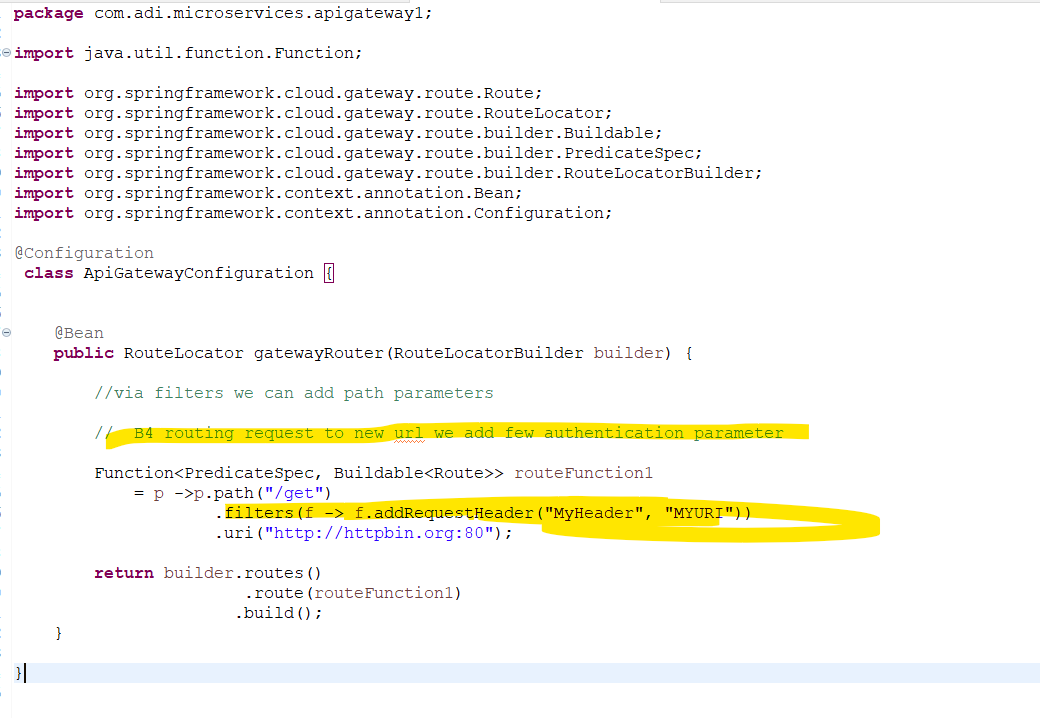 package com.adi.microservices.apigateway1;
import java.util.function.Function;
import org.springframework.cloud.gateway.route.Route;
import org.springframework.cloud.gateway.route.RouteLocator;
import org.springframework.cloud.gateway.route.builder.Buildable;
import org.springframework.cloud.gateway.route.builder.PredicateSpec;
import org.springframework.cloud.gateway.route.builder.RouteLocatorBuilder;
import org.springframework.context.annotation.Bean;
import org.springframework.context.annotation.Configuration;
@Configuration
class ApiGatewayConfiguration {
@Bean
public RouteLocator gatewayRouter(RouteLocatorBuilder builder) {
//via filters we can add path parameters
// B4 routing request to new url we add few authentication parameter
Function<PredicateSpec, Buildable<Route>> routeFunction1
= p ->p.path("/get")
.filters(f -> f.addRequestHeader("MyHeader", "MYURI"))
.uri("http://httpbin.org:80");
return builder.routes()
.route(routeFunction1)
.build();
}
}